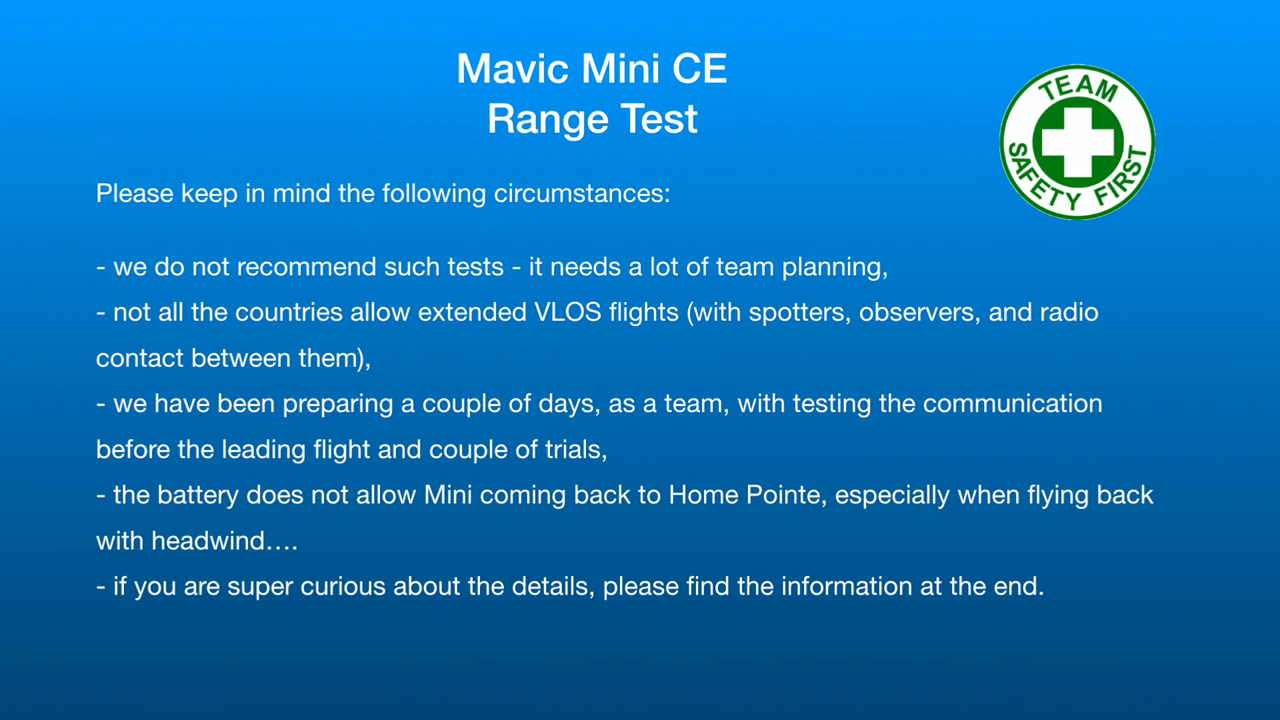 Mavic Mini CE
Range Test
TEAM
SAFETY FIRST
Please keep in mind the following circumstances:
- we do not recommend such tests - it needs a lot of team planning,
- not all the countries allow extended VLOS flights (with spotters, observers, and radio
contact between them),
- we have been preparing a couple of days, as a team, with testing the communication
before the leading flight and couple of trials,
- the battery does not allow Mini coming back to Home Pointe, especially when flying back
with headwind….
- if you are super curious about the details, please find the information at the end.